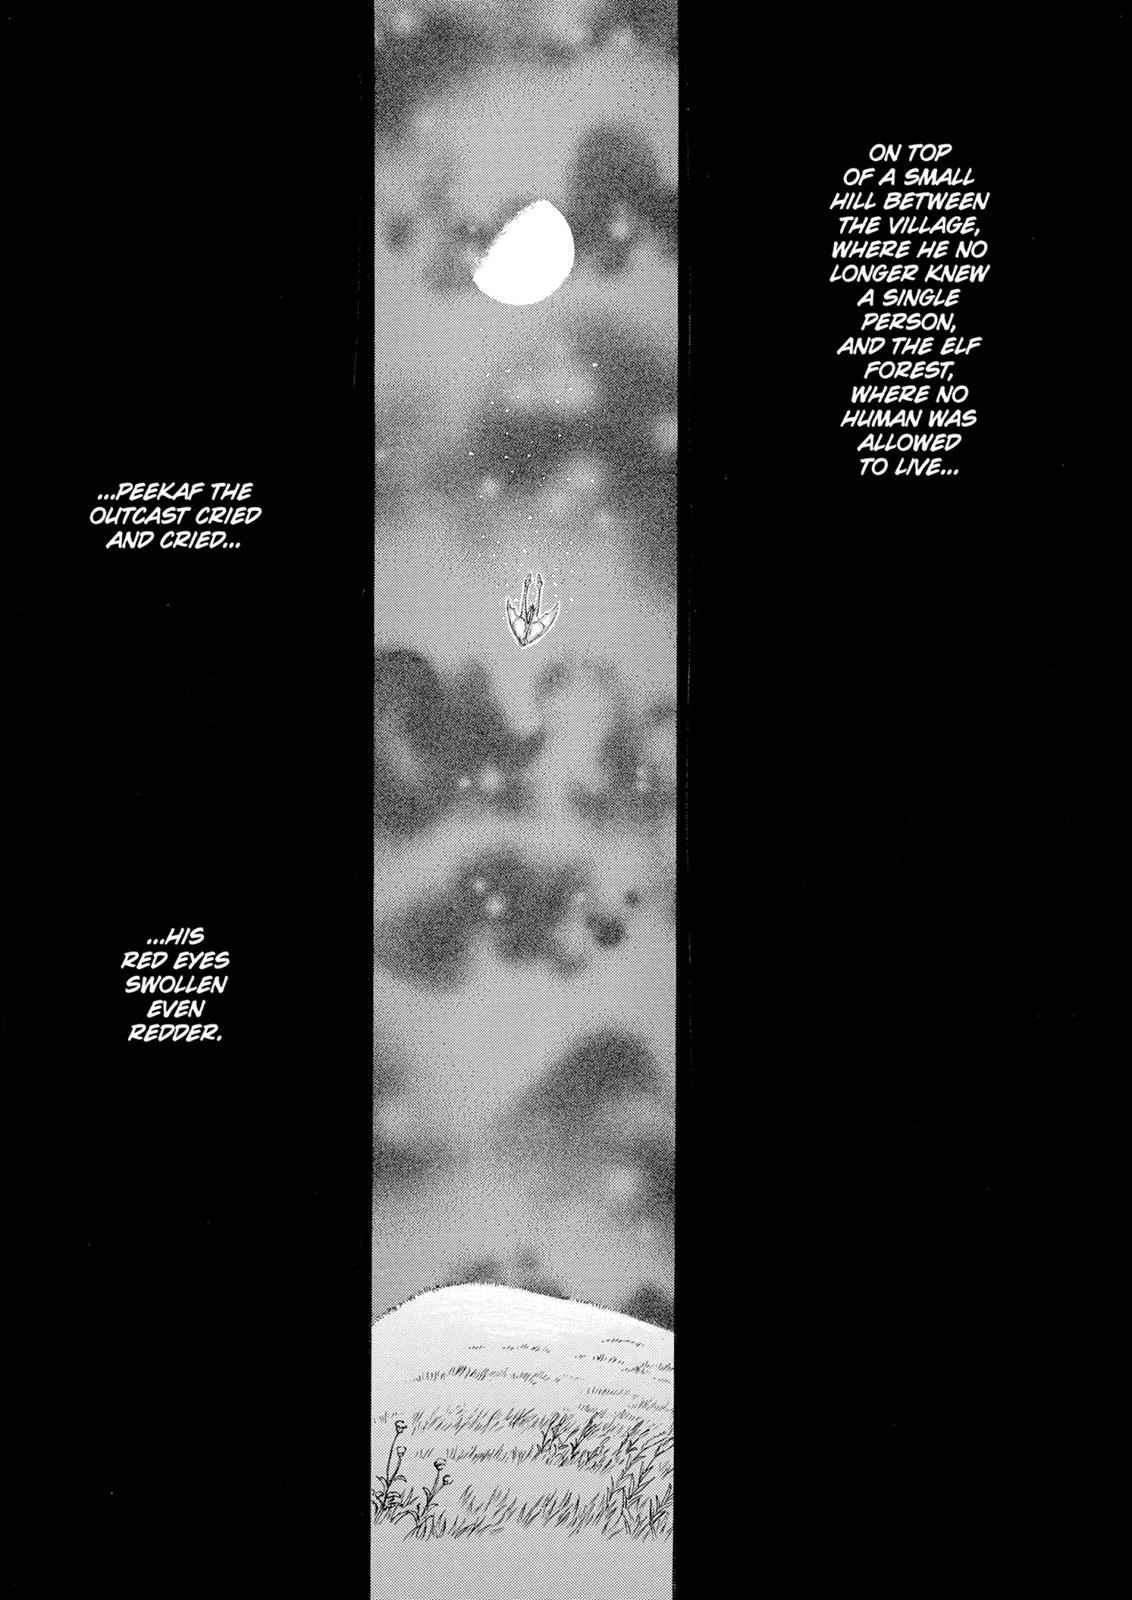 ON TOP
OF A SMALL
HILL BETWEEN
THE VILLAGE,
WHERE HE NO
LONGER KNEW
A SINGLE
PERSON,
AND THE ELF
FOREST,
WHERE NO
HUMAN WAS
ALLOWED
TO LIVE...
...PEEKAF THE
OUTCAST CRIED
AND CRIED...
...HIS
RED EYES
SWOLLEN
EVEN
REDDER.